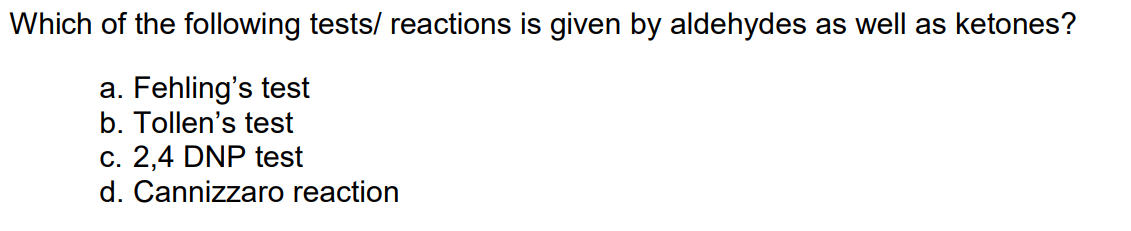 Which of the following tests/ reactions is given by aldehydes as well as ketones?
a. Fehling’s test
b. Tollen’s test
c. 2,4 DNP test
d. Cannizzaro reaction